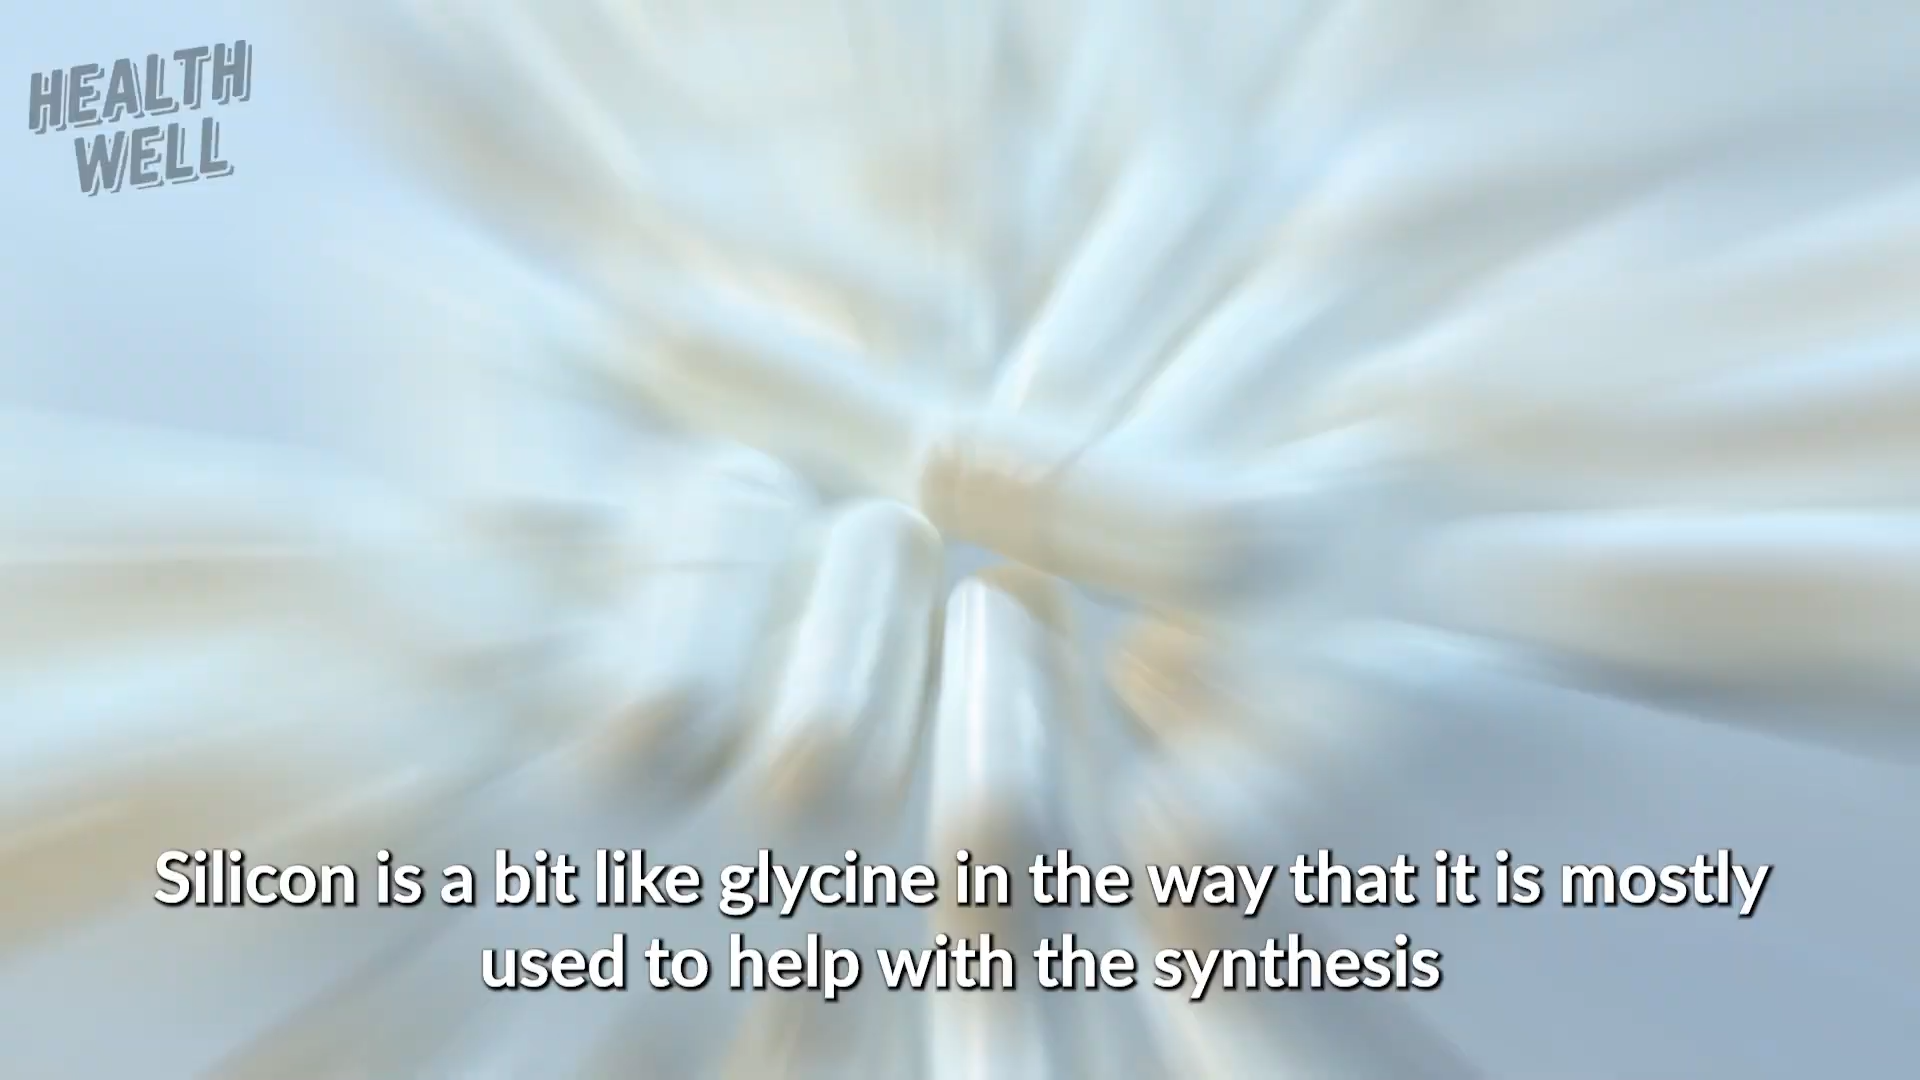 HEALTH
WELL
Silicon is a bit like glycine in the way that it is mostly
used to help with the synthesis